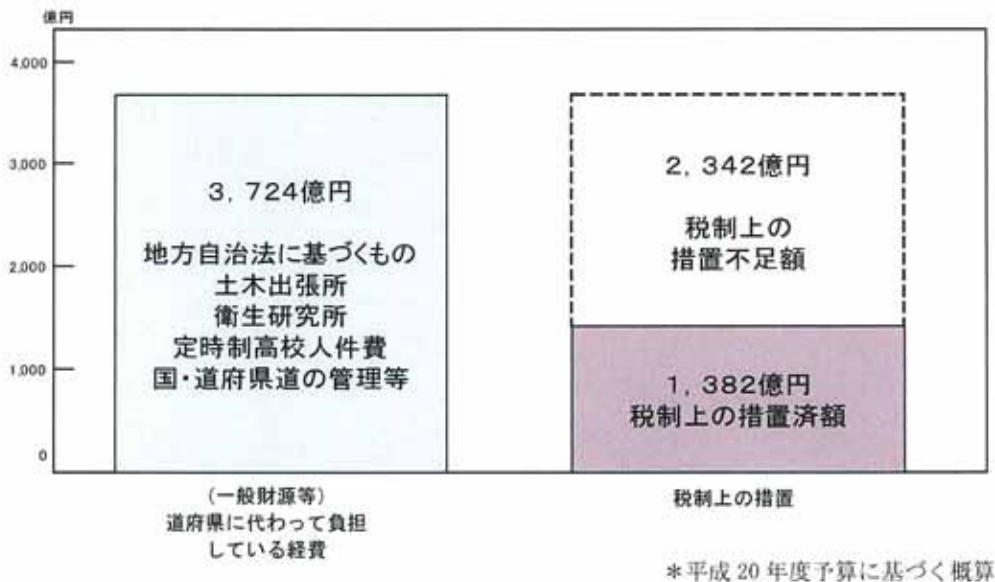 億円
4,000
3,000
2,000
1,000
0
3，724億円
地方自治法に基づくもの
土木出張所
衛生研究所
定時制高校人件費
国・道府県道の管理等
2，342億円
税制上の
措置不足額
1，382億円
税制上の措置済額
(一般財源等)
道府県に代わって負担
している経費
税制上の措置
＊平成20年度予算に基づく概算